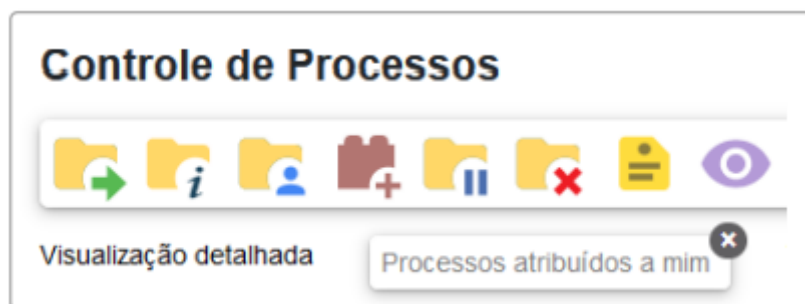 Controle de Processos
Visualização detalhada
Processos atribuídos a mim